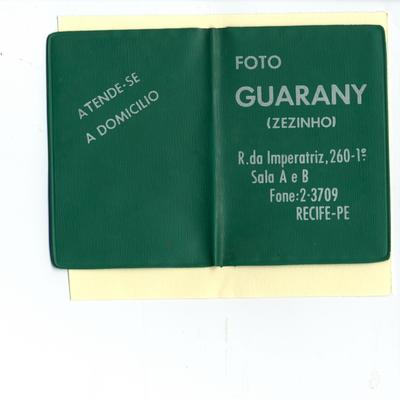 ATENDE-SE
A DOMICILIO
FOTO
GUARANY
(ZEZINHO)
R. da Imperatriz, 260-1º
Sala A e B
Fone: 2-3709
RECIFE-PE